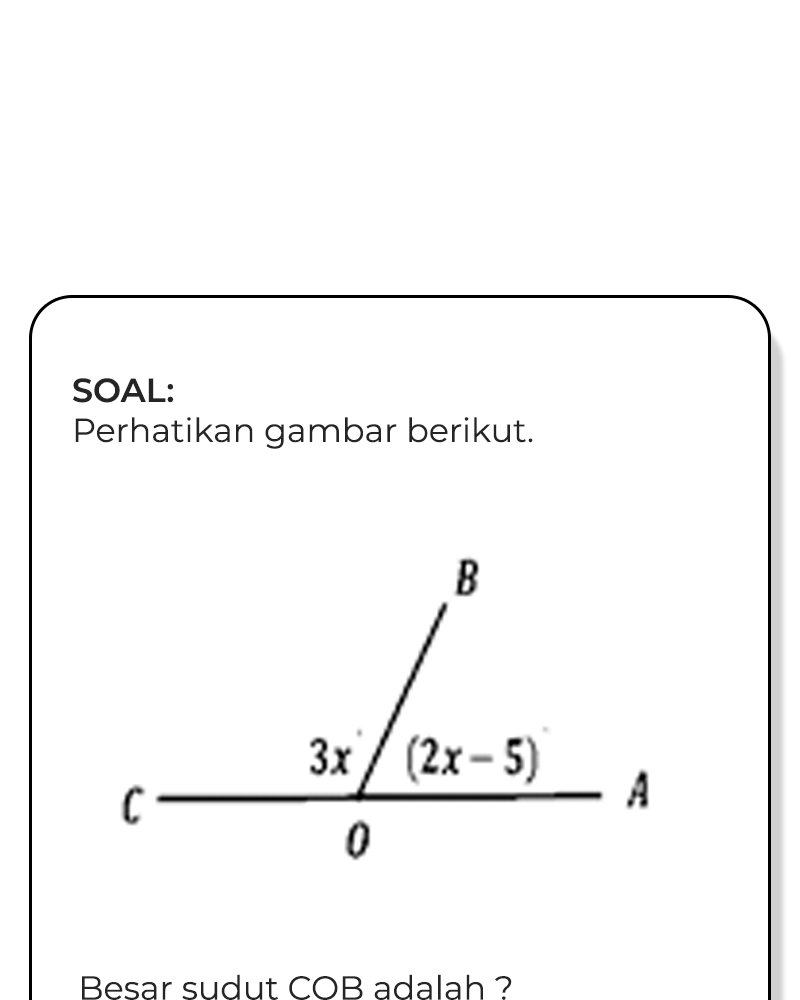 SOAL:
Perhatikan gambar berikut.
B
3x° (2x – 5)°
C
A
O
Besar sudut COB adalah ?